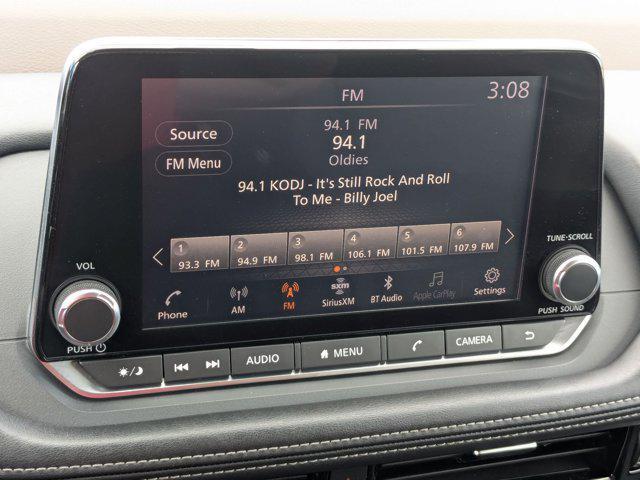 FM
3:08
Source
FM Menu
94.1 FM
94.1
Oldies
94.1 KODJ - It's Still Rock And Roll
To Me - Billy Joel
1 93.3 FM
2 94.9 FM
3 98.1 FM
4 106.1 FM
5 101.5 FM
6 107.9 FM
Phone
AM
FM
sxm
SiriusXM
BT Audio
Apple CarPlay
Settings
VOL
PUSH
TUNE·SCROLL
PUSH SOUND
AUDIO
MENU
CAMERA